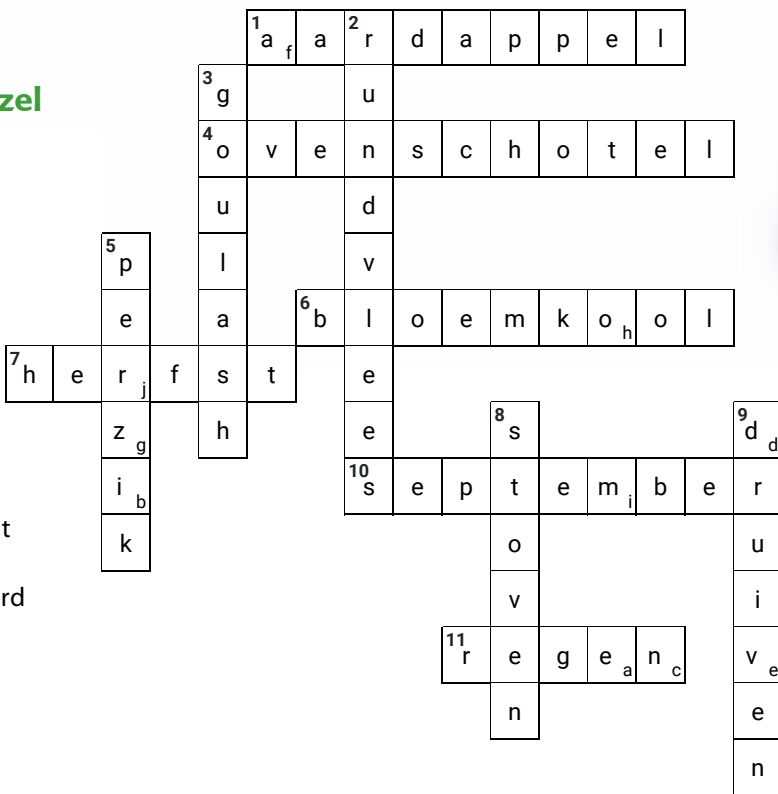 1 a f a 2 r d a p p e l
3 g u
zel
4 o v e n s c h o t e l
u d
5 p l v
e a 6 b l o e m k o h o l
7 h e r j f s t e
z g h e 8 s 9 d d
i b 10 s e p t e m i b e r
t
k o u
rd v i
11 r e g e a n c v e
n e
n